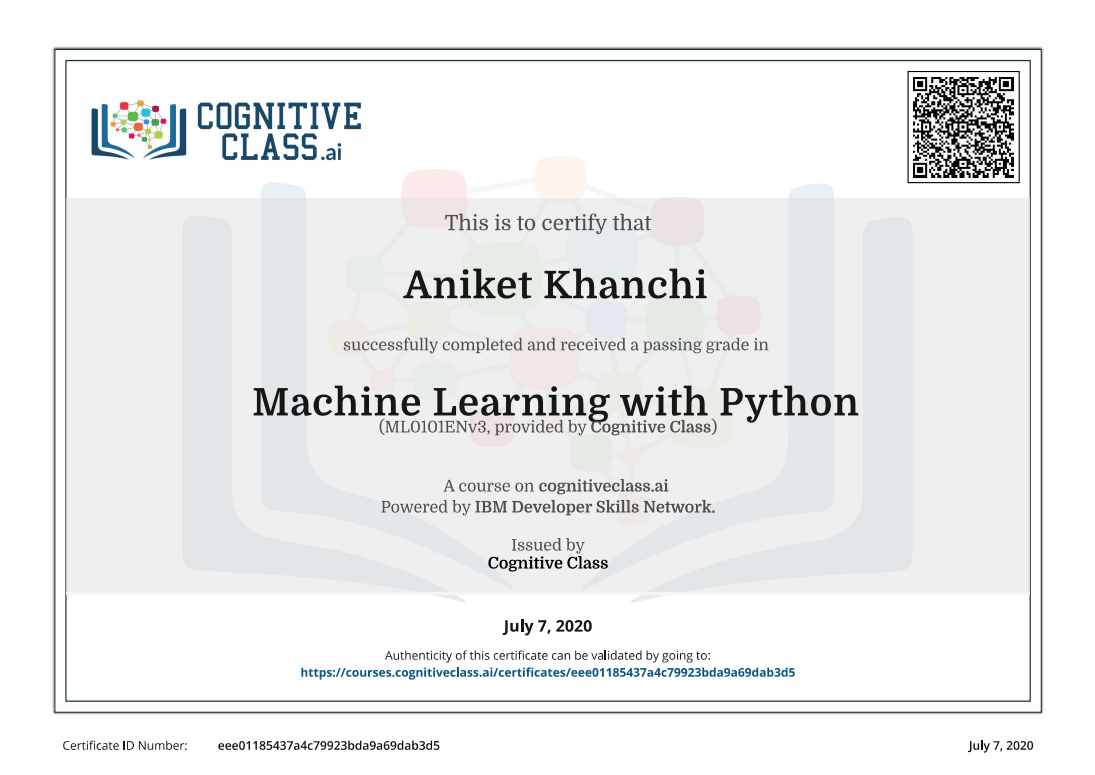 COGNITIVE
CLASS.ai
This is to certify that
Aniket Khanchi
successfully completed and received a passing grade in
Machine Learning with Python
(ML0101ENv3, provided by Cognitive Class)
A course on cognitiveclass.ai
Powered by IBM Developer Skills Network.
Issued by
Cognitive Class
July 7, 2020
Authenticity of this certificate can be validated by going to:
https://courses.cognitiveclass.ai/certificates/eee01185437a4c79923bda9a69dab3d5
Certificate ID Number: eee01185437a4c79923bda9a69dab3d5 July 7, 2020